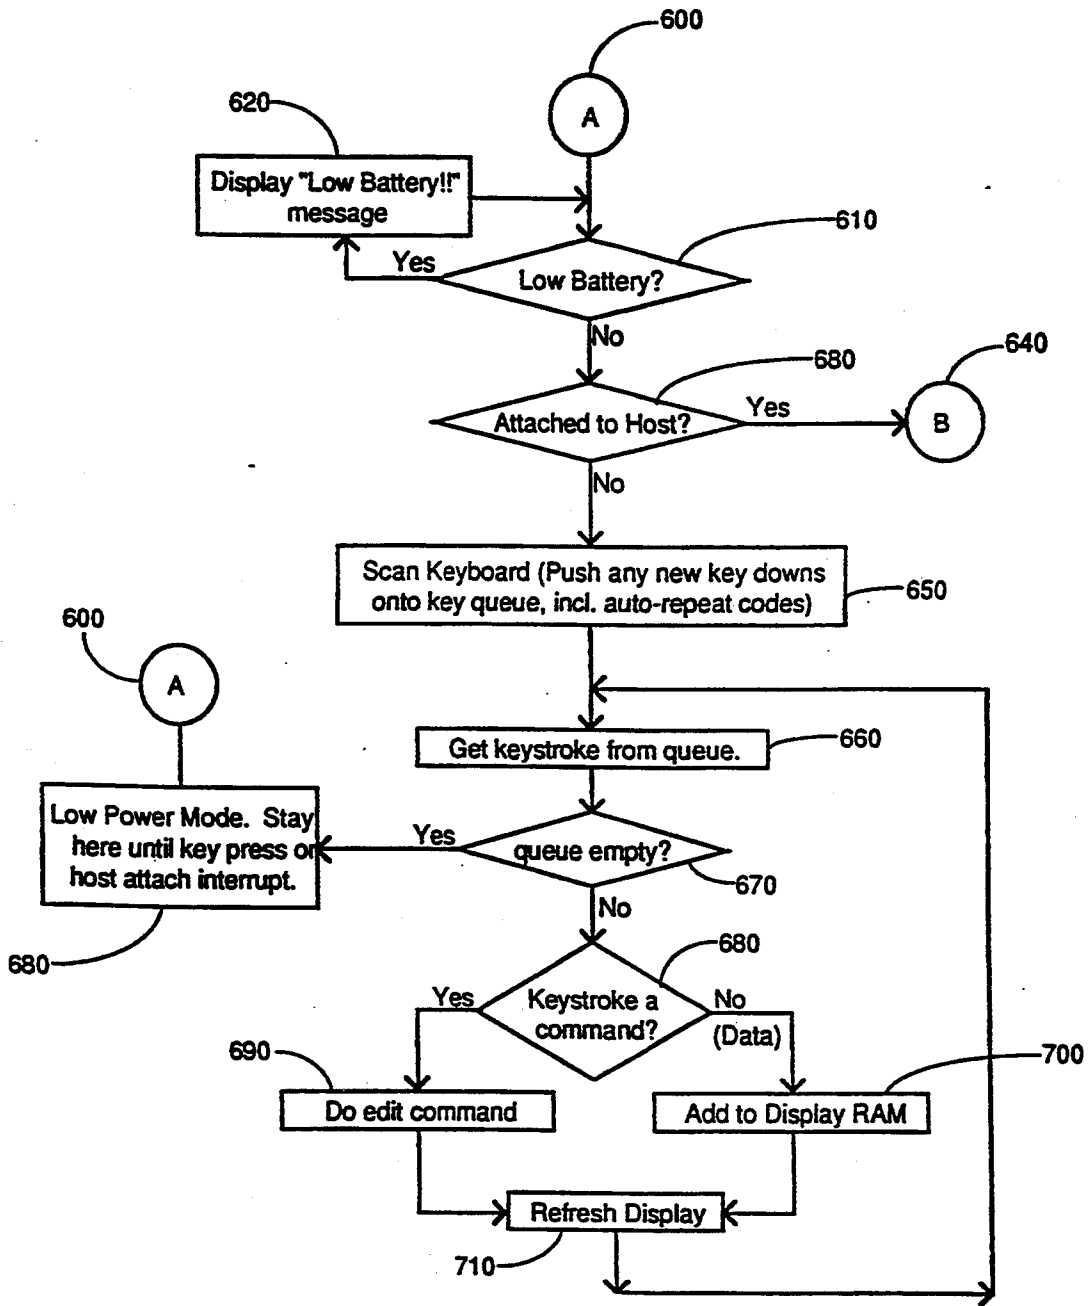 600
A
620
Display "Low Battery!!"
message
610
Yes
Low Battery?
No
680
640
Attached to Host?
Yes
B
No
Scan Keyboard (Push any new key downs
onto key queue, incl. auto-repeat codes)
650
600
A
Get keystroke from queue.
660
Low Power Mode. Stay
here until key press or
host attach interrupt.
Yes
queue empty?
670
No
680
680
Yes
Keystroke a
command?
No
(Data)
690
700
Do edit command
Add to Display RAM
Refresh Display
710